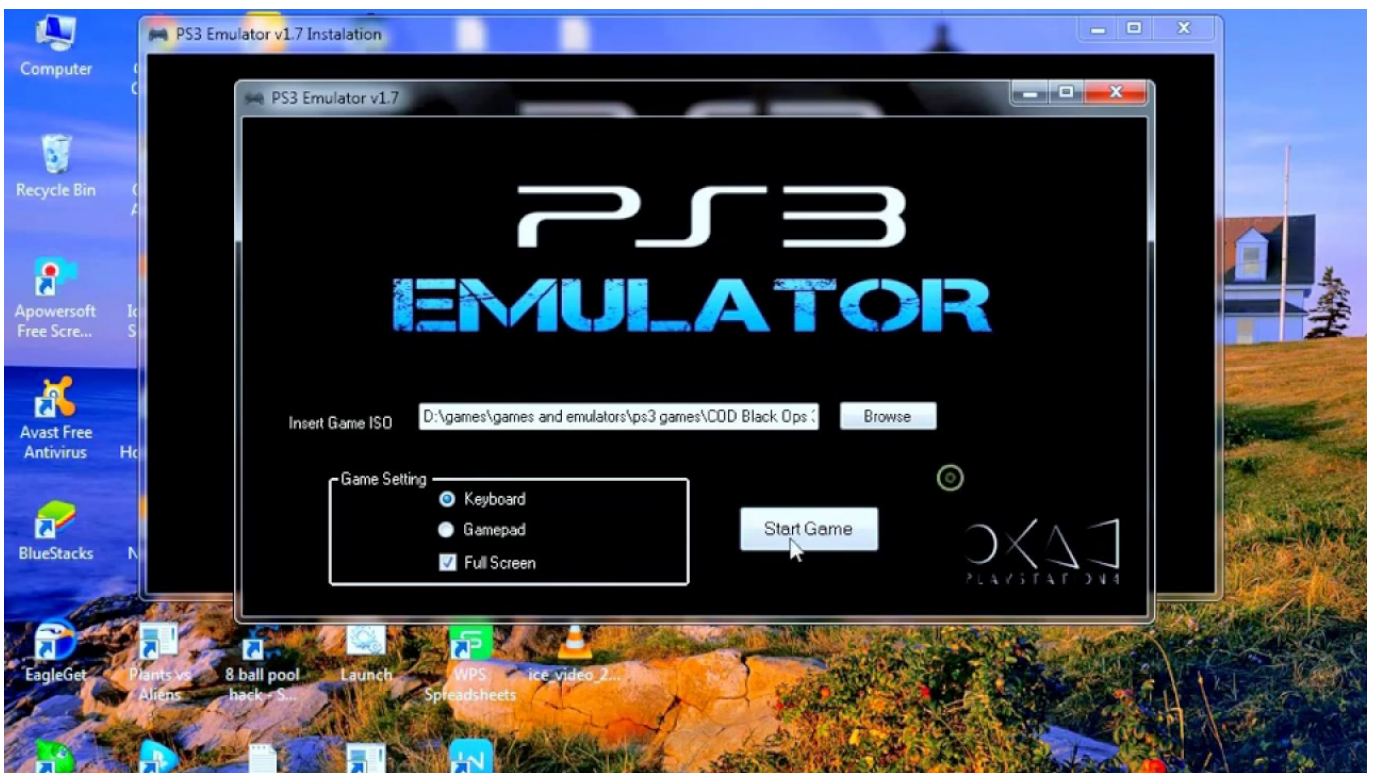 PS3 Emulator v1.7 Instalation
Computer
PS3 Emulator v1.7
PS3
EMULATOR
Recycle Bin
Apowersoft
Free Scre...
Insert Game ISO
D:\games\games and emulators\ps3 games\COD Black Ops
Browse
Avast Free
Antivirus
Game Setting
Keyboard
Gamepad
Full Screen
Start Game
BlueStacks
EagleGet
Plants vs
Aliens
8 ball pool
hack - S...
Launch
WPS
Spreadsheets
ice_video_2...